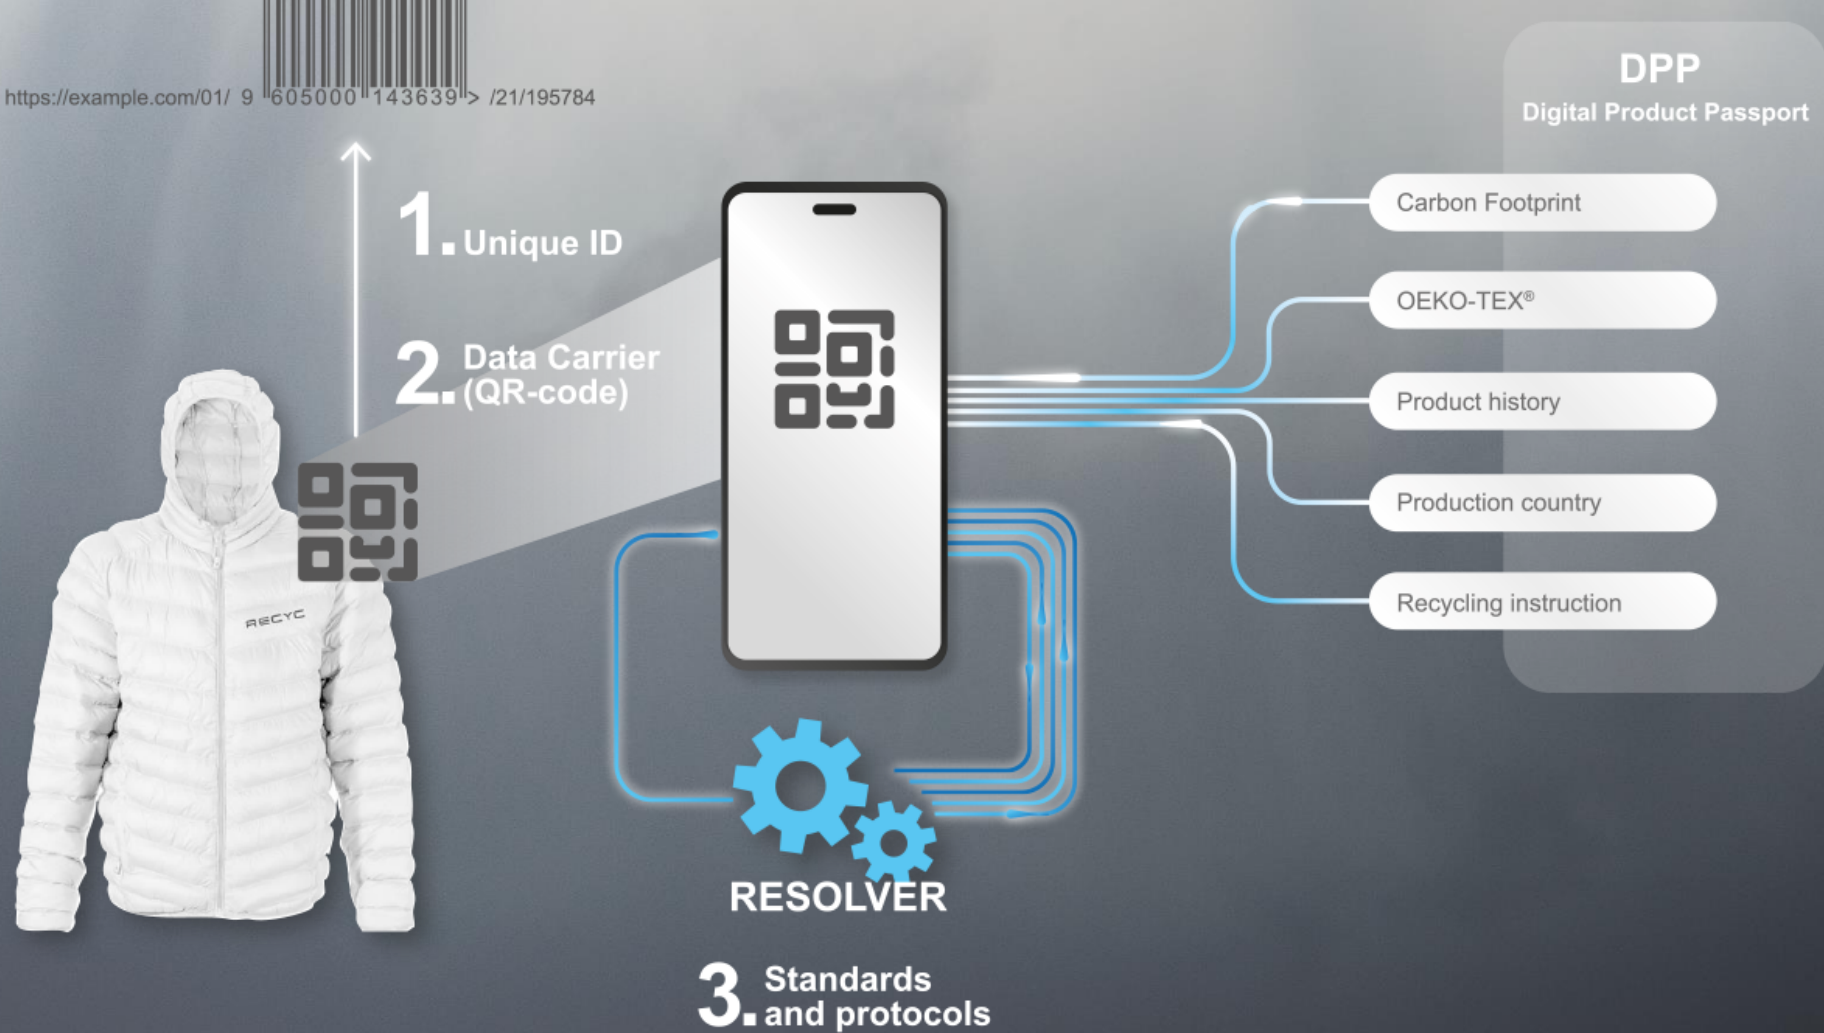 https://example.com/01/ 9 605000 143639 > /21/195784
1. Unique ID
2. Data Carrier
(QR-code)
RECYC
RESOLVER
3. Standards
and protocols
DPP
Digital Product Passport
Carbon Footprint
OEKO-TEX®
Product history
Production country
Recycling instruction